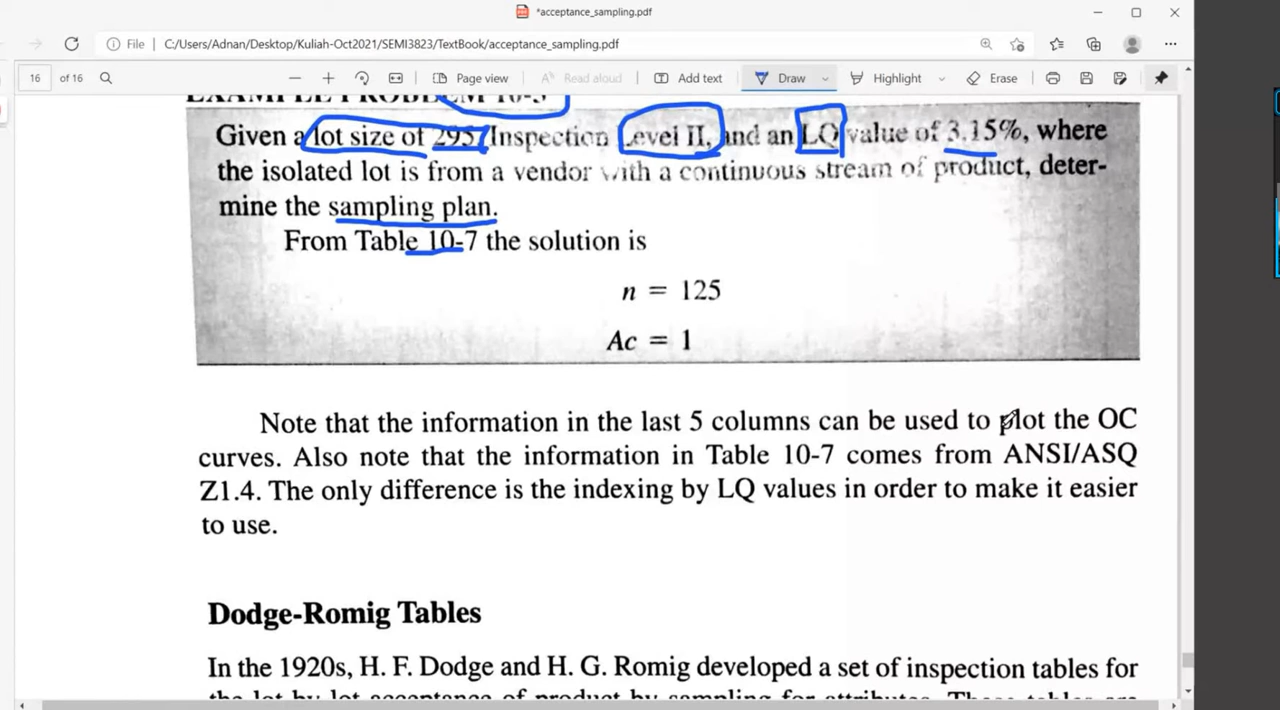 *acceptance_sampling.pdf
File | C:/Users/Adnan/Desktop/Kuliah-Oct2021/SEMI3823/TextBook/acceptance_sampling.pdf
16 of 16 Page view Read aloud Add text Draw Highlight Erase
EXAMPLE PROBLEM 10-5
Given a lot size of 2957 Inspection Level II, and an LQ value of 3.15%, where
the isolated lot is from a vendor with a continuous stream of product, deter-
mine the sampling plan.
From Table 10-7 the solution is
n = 125
Ac = 1
Note that the information in the last 5 columns can be used to plot the OC
curves. Also note that the information in Table 10-7 comes from ANSI/ASQ
Z1.4. The only difference is the indexing by LQ values in order to make it easier
to use.
Dodge-Romig Tables
In the 1920s, H. F. Dodge and H. G. Romig developed a set of inspection tables for
the lot by lot acceptance of product by sampling for attributes. These tables are